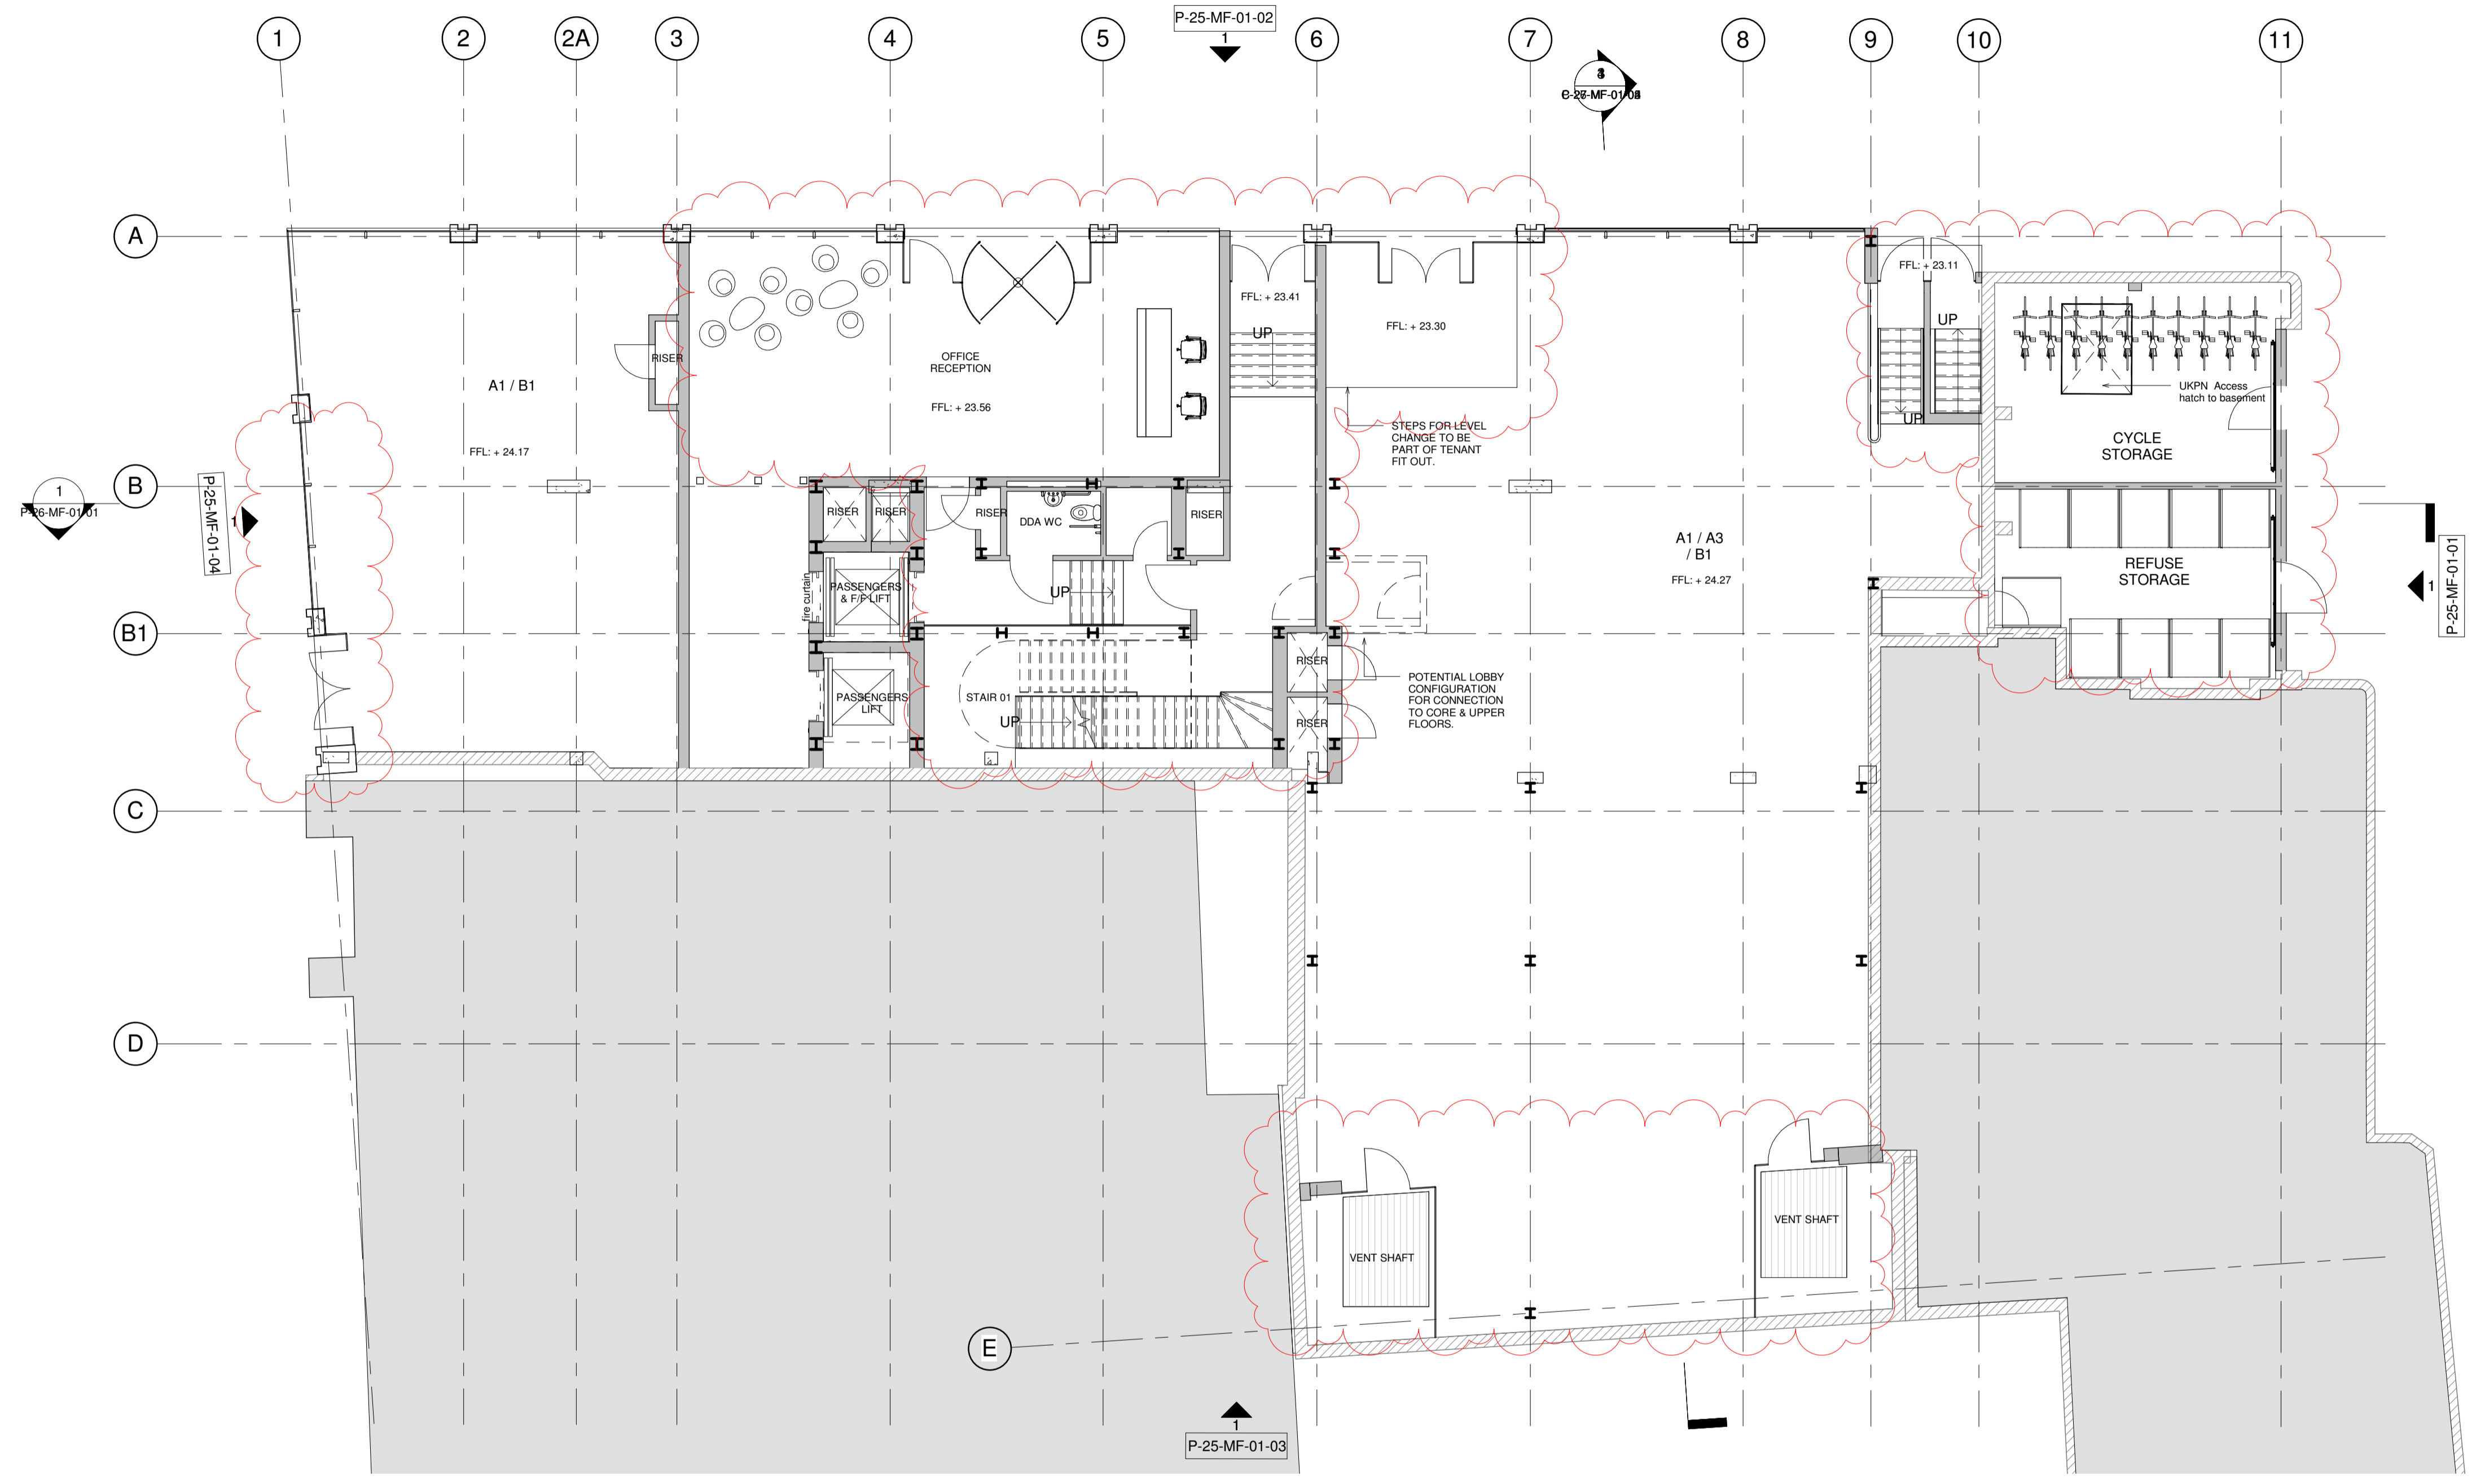 P-25-MF-01-02
1
1
2
2A
3
4
5
6
7
8
9
10
11
A
FFL: + 23.11
FFL: + 23.41
UP
UP
FFL: + 23.30
RISER
OFFICE
RECEPTION
A1 / B1
FFL: + 23.56
UKPN Access
hatch to basement
UP
STEPS FOR LEVEL
CHANGE TO BE
PART OF TENANT
FIT OUT.
CYCLE
STORAGE
FFL: + 24.17
B
1
P-26-MF-01-01
P-25-MF-01-04
1
RISER
RISER
RISER
DDA WC
RISER
A1 / A3
/ B1
FFL: + 24.27
REFUSE
STORAGE
P-25-MF-01-01
1
fire curtain
PASSENGERS
& F/F LIFT
UP
B1
RISER
POTENTIAL LOBBY
CONFIGURATION
FOR CONNECTION
TO CORE & UPPER
FLOORS.
PASSENGERS
LIFT
STAIR 01
UP
RISER
C
D
VENT SHAFT
VENT SHAFT
E
1
P-25-MF-01-03